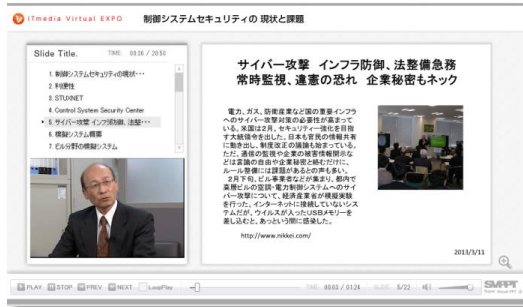 ITmedia Virtual EXPO
制御システムセキュリティの 現状と課題
Slide Title.
TIME: 08:26 / 28:50
1. 制御システムセキュリティの現状･･･
2. 利便性
3. STUXNET
4. Control System Security Center
5. サイバー攻撃 インフラ防御、法整･･･
6. 模擬システム概要
7. ビル分野の模擬システム
サイバー攻撃 インフラ防御、法整備急務
常時監視、違憲の恐れ 企業秘密もネック
電力、ガス、防衛産業など国の重要インフラ
へのサイバー攻撃対策の必要性が高まって
いる。米国は2月、セキュリティー強化を目指
す大統領令を出した。日本も官民の情報共有
に動き出し、制度改正の議論も始まっている。
ただ、通信の監視や企業の被害情報開示な
どは言論の自由や企業秘密と絡むだけに、
ルール整備には課題があるとの声も多い。
2月下旬、ビル事業者などが集まり、都内で
高層ビルの空調・電力制御システムへのサイ
バー攻撃について、経済産業省が模擬実験
を行った。インターネットに接続していないシス
テムだが、ウイルスが入ったUSBメモリーを
差し込むと、あっという間に感染した。
http://www.nikkei.com/
2013/3/11
PLAY STOP PREV NEXT LoopPlay
TIME 00:03 / 01:24
SLIDE 5/22
SMPPT